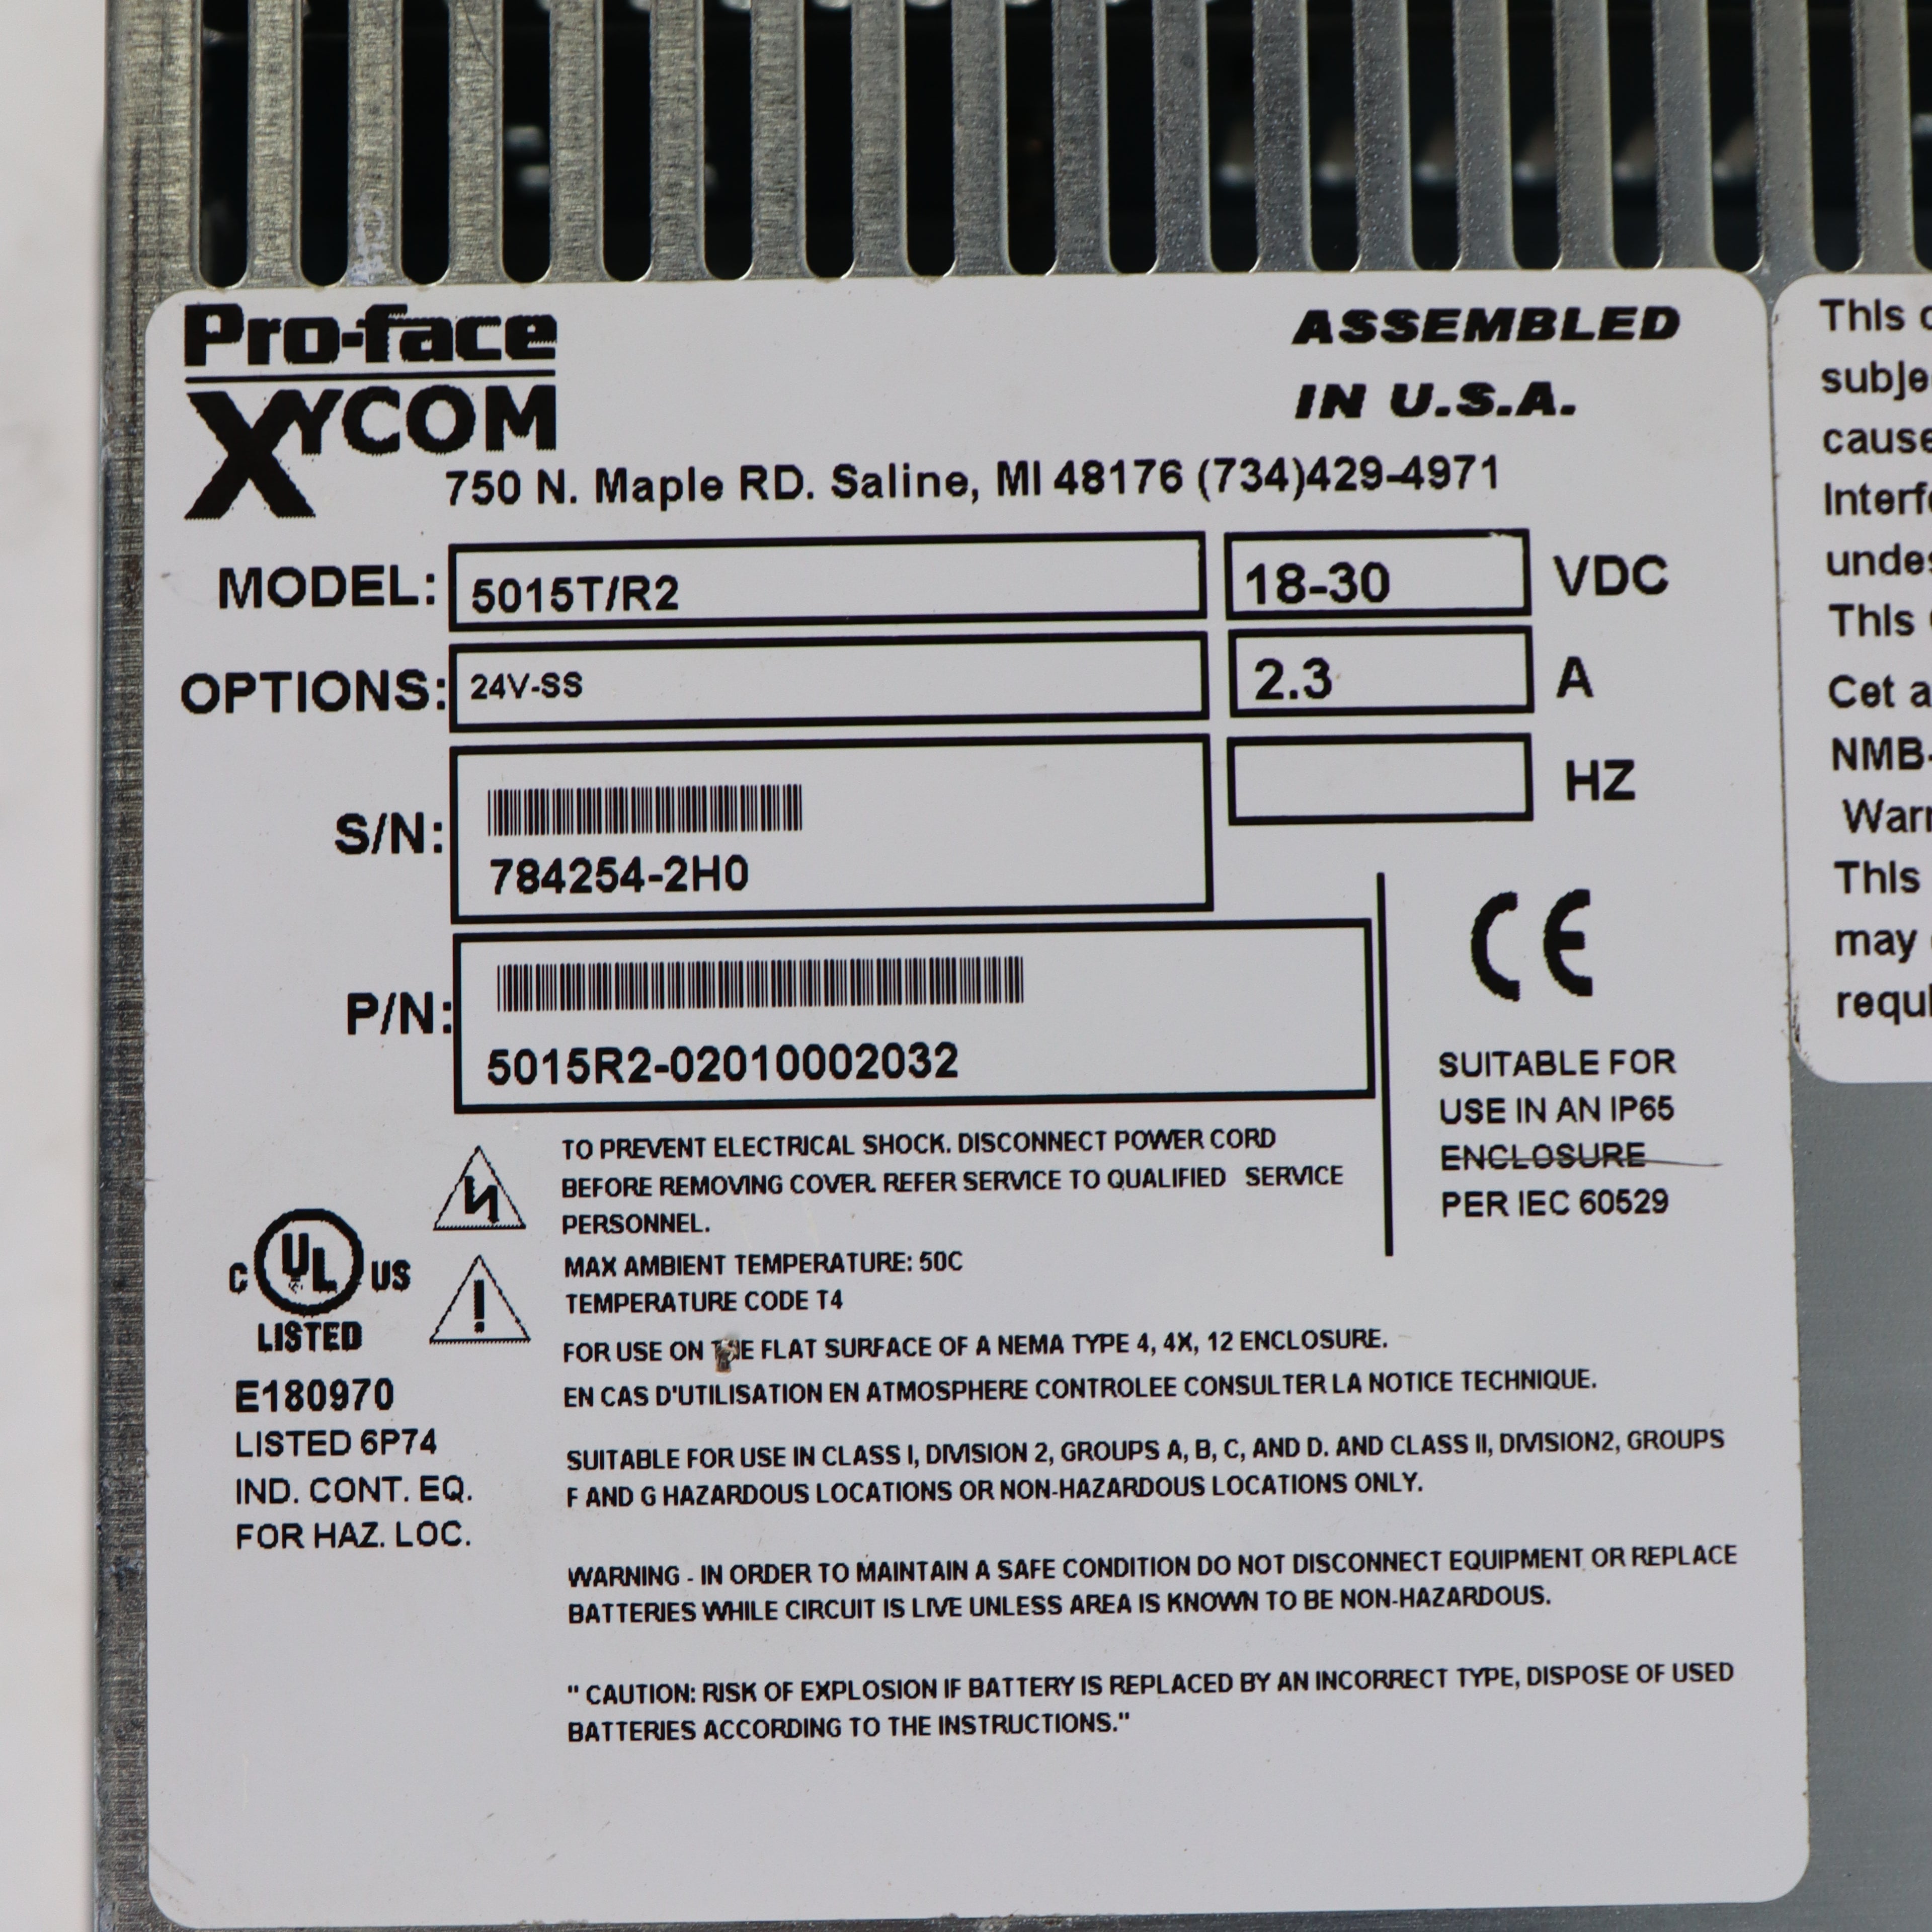 Pro-face
XYCOM
ASSEMBLED
IN U.S.A.
750 N. Maple RD. Saline, MI 48176 (734)429-4971
MODEL: 5015T/R2 18-30 VDC
OPTIONS: 24V-SS 2.3 A
HZ
S/N:
784254-2H0
P/N:
5015R2-02010002032
CE
SUITABLE FOR
USE IN AN IP65
ENCLOSURE
PER IEC 60529
TO PREVENT ELECTRICAL SHOCK. DISCONNECT POWER CORD
BEFORE REMOVING COVER. REFER SERVICE TO QUALIFIED SERVICE
PERSONNEL.
MAX AMBIENT TEMPERATURE: 50C
TEMPERATURE CODE T4
FOR USE ON THE FLAT SURFACE OF A NEMA TYPE 4, 4X, 12 ENCLOSURE.
EN CAS D'UTILISATION EN ATMOSPHERE CONTROLEE CONSULTER LA NOTICE TECHNIQUE.
C UL US
LISTED
E180970
LISTED 6P74
IND. CONT. EQ.
FOR HAZ. LOC.
SUITABLE FOR USE IN CLASS I, DIVISION 2, GROUPS A, B, C, AND D. AND CLASS II, DIVISION2, GROUPS
F AND G HAZARDOUS LOCATIONS OR NON-HAZARDOUS LOCATIONS ONLY.
WARNING - IN ORDER TO MAINTAIN A SAFE CONDITION DO NOT DISCONNECT EQUIPMENT OR REPLACE
BATTERIES WHILE CIRCUIT IS LIVE UNLESS AREA IS KNOWN TO BE NON-HAZARDOUS.
" CAUTION: RISK OF EXPLOSION IF BATTERY IS REPLACED BY AN INCORRECT TYPE, DISPOSE OF USED
BATTERIES ACCORDING TO THE INSTRUCTIONS."
This
This
Cet
This
may